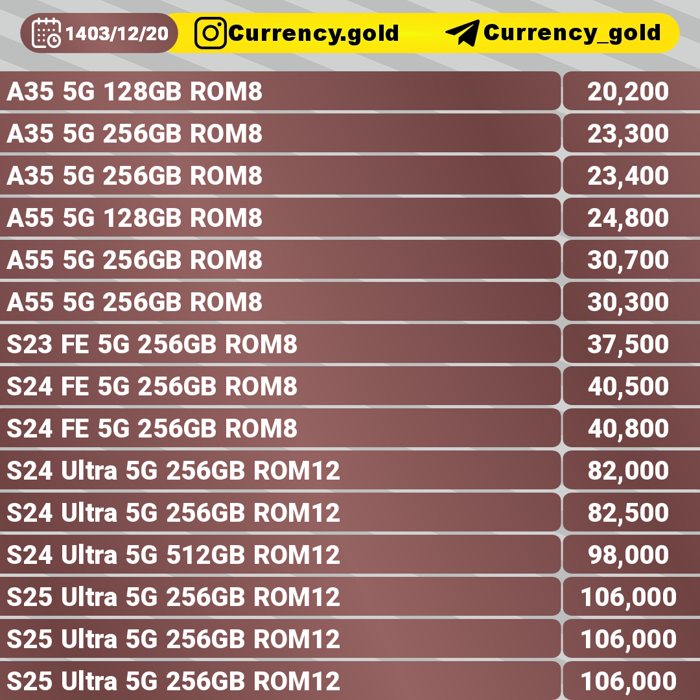 1403/12/20 Currency.gold Currency_gold
A35 5G 128GB ROM8 20,200
A35 5G 256GB ROM8 23,300
A35 5G 256GB ROM8 23,400
A55 5G 128GB ROM8 24,800
A55 5G 256GB ROM8 30,700
A55 5G 256GB ROM8 30,300
S23 FE 5G 256GB ROM8 37,500
S24 FE 5G 256GB ROM8 40,500
S24 FE 5G 256GB ROM8 40,800
S24 Ultra 5G 256GB ROM12 82,000
S24 Ultra 5G 256GB ROM12 82,500
S24 Ultra 5G 512GB ROM12 98,000
S25 Ultra 5G 256GB ROM12 106,000
S25 Ultra 5G 256GB ROM12 106,000
S25 Ultra 5G 256GB ROM12 106,000